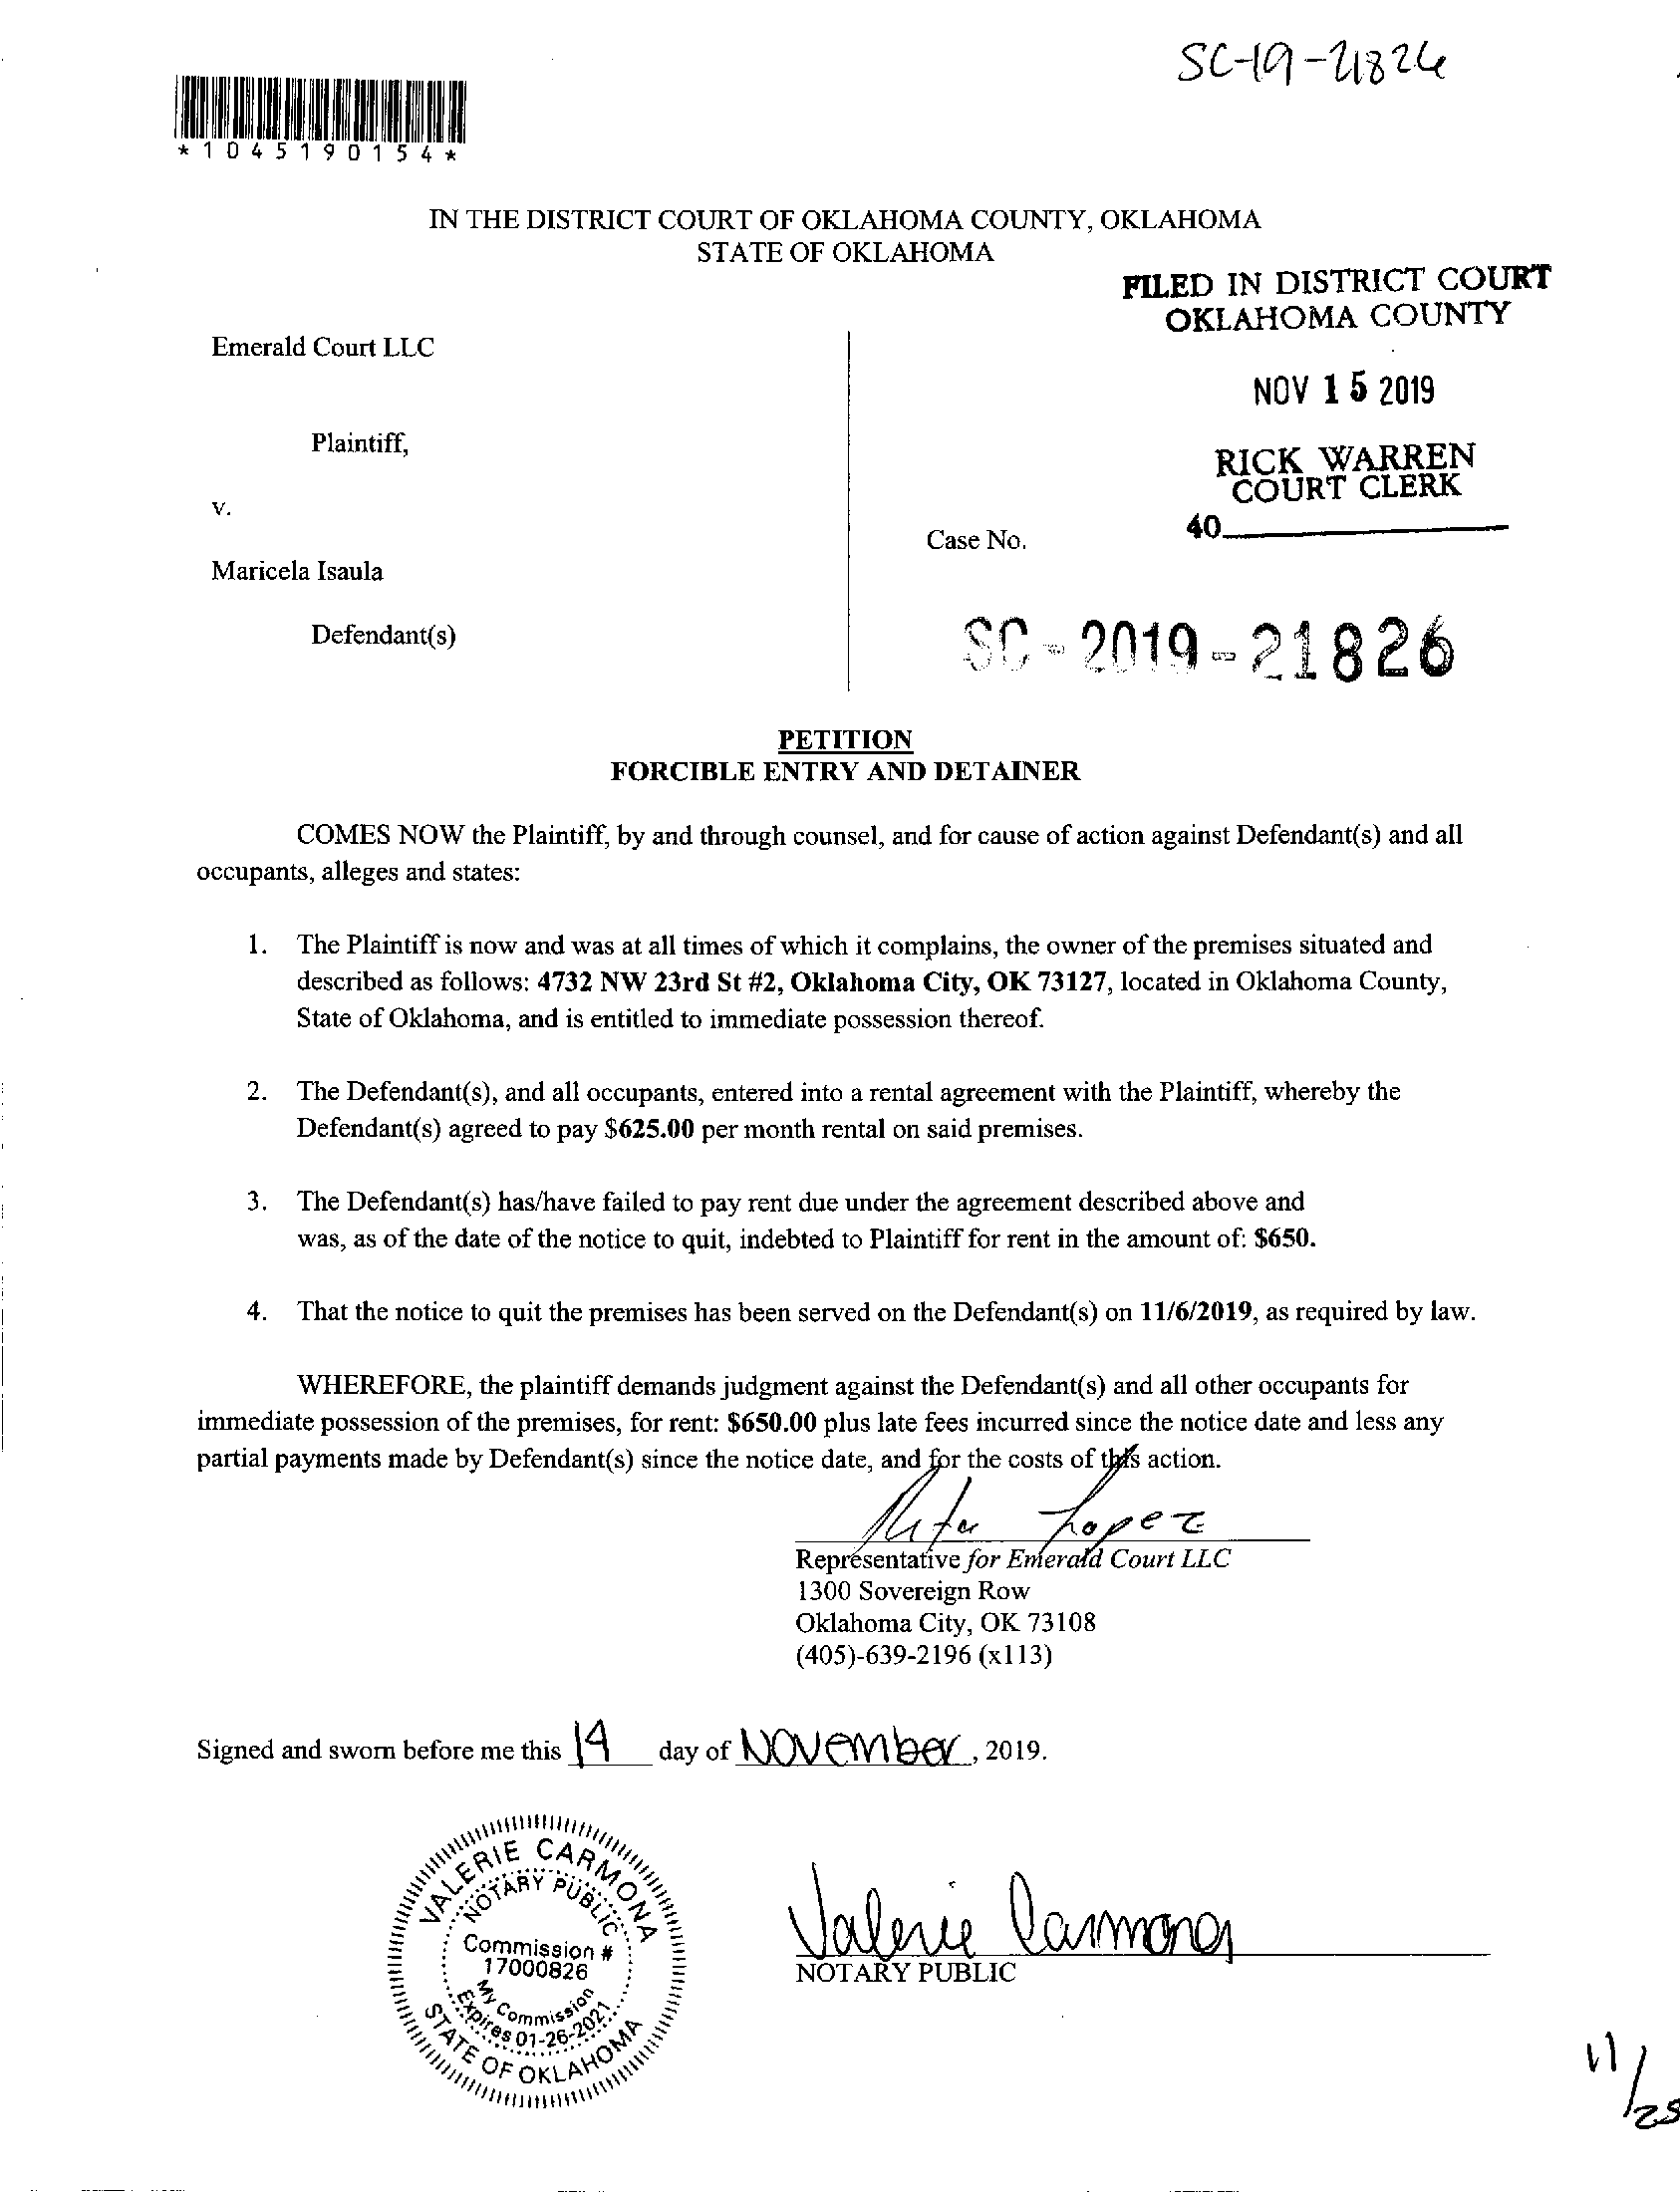 SC-19-21826
*1045190154*
IN THE DISTRICT COURT OF OKLAHOMA COUNTY, OKLAHOMA
STATE OF OKLAHOMA
FILED IN DISTRICT COURT
OKLAHOMA COUNTY
Emerald Court LLC
NOV 15 2019
Plaintiff,
RICK WARREN
COURT CLERK
v.
40
Case No.
Maricela Isaula
Defendant(s)
SC-2019-21826
PETITION
FORCIBLE ENTRY AND DETAINER
COMES NOW the Plaintiff, by and through counsel, and for cause of action against Defendant(s) and all
occupants, alleges and states:
1. The Plaintiff is now and was at all times of which it complains, the owner of the premises situated and
described as follows: 4732 NW 23rd St #2, Oklahoma City, OK 73127, located in Oklahoma County,
State of Oklahoma, and is entitled to immediate possession thereof.
2. The Defendant(s), and all occupants, entered into a rental agreement with the Plaintiff, whereby the
Defendant(s) agreed to pay $625.00 per month rental on said premises.
3. The Defendant(s) has/have failed to pay rent due under the agreement described above and
was, as of the date of the notice to quit, indebted to Plaintiff for rent in the amount of: $650.
4. That the notice to quit the premises has been served on the Defendant(s) on 11/6/2019, as required by law.
WHEREFORE, the plaintiff demands judgment against the Defendant(s) and all other occupants for
immediate possession of the premises, for rent: $650.00 plus late fees incurred since the notice date and less any
partial payments made by Defendant(s) since the notice date, and for the costs of this action.
Rita Lopez
Representative for Emerald Court LLC
1300 Sovereign Row
Oklahoma City, OK 73108
(405)-639-2196 (x113)
Signed and sworn before me this 14 day of November, 2019.
VALERIE CARMONA
NOTARY PUBLIC
Commission #
17000826
My Commission
Expires 01-26-2021
STATE OF OKLAHOMA
Valerie Carmona
NOTARY PUBLIC
11/25